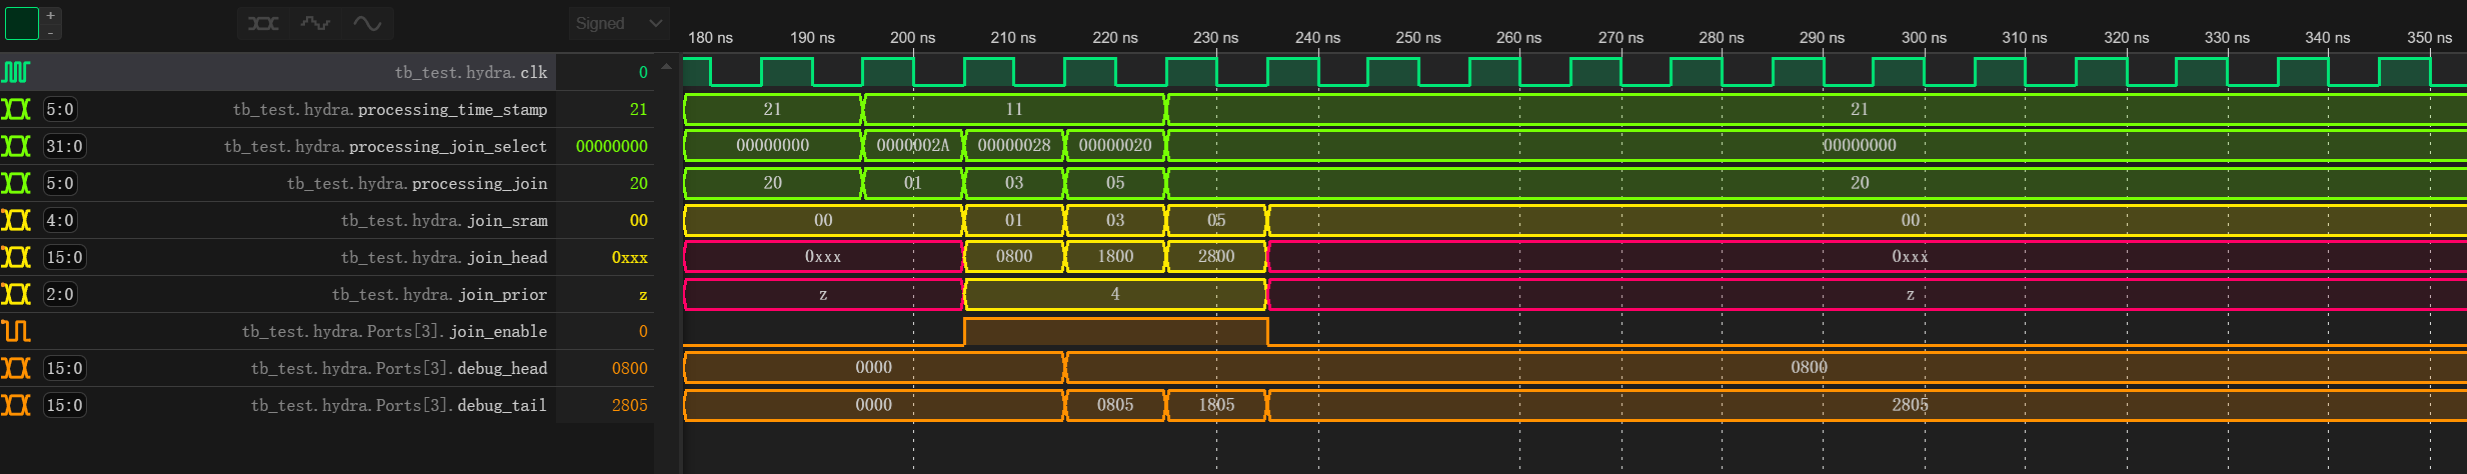 +
-
Signed
180 ns 190 ns 200 ns 210 ns 220 ns 230 ns 240 ns 250 ns 260 ns 270 ns 280 ns 290 ns 300 ns 310 ns 320 ns 330 ns 340 ns 350 ns
tb_test.hydra.clk 0
5:0 tb_test.hydra.processing_time_stamp 21 21 11 21
31:0 tb_test.hydra.processing_join_select 00000000 00000000 0000002A 00000028 00000020 00000000
5:0 tb_test.hydra.processing_join 20 20 01 03 05 20
4:0 tb_test.hydra.join_sram 00 00 01 03 05 00
15:0 tb_test.hydra.join_head 0xxx 0xxx 0800 1800 2800 0xxx
2:0 tb_test.hydra.join_prior z z 4 z
tb_test.hydra.Ports[3].join_enable 0
15:0 tb_test.hydra.Ports[3].debug_head 0800 0000 0800
15:0 tb_test.hydra.Ports[3].debug_tail 2805 0000 0805 1805 2805